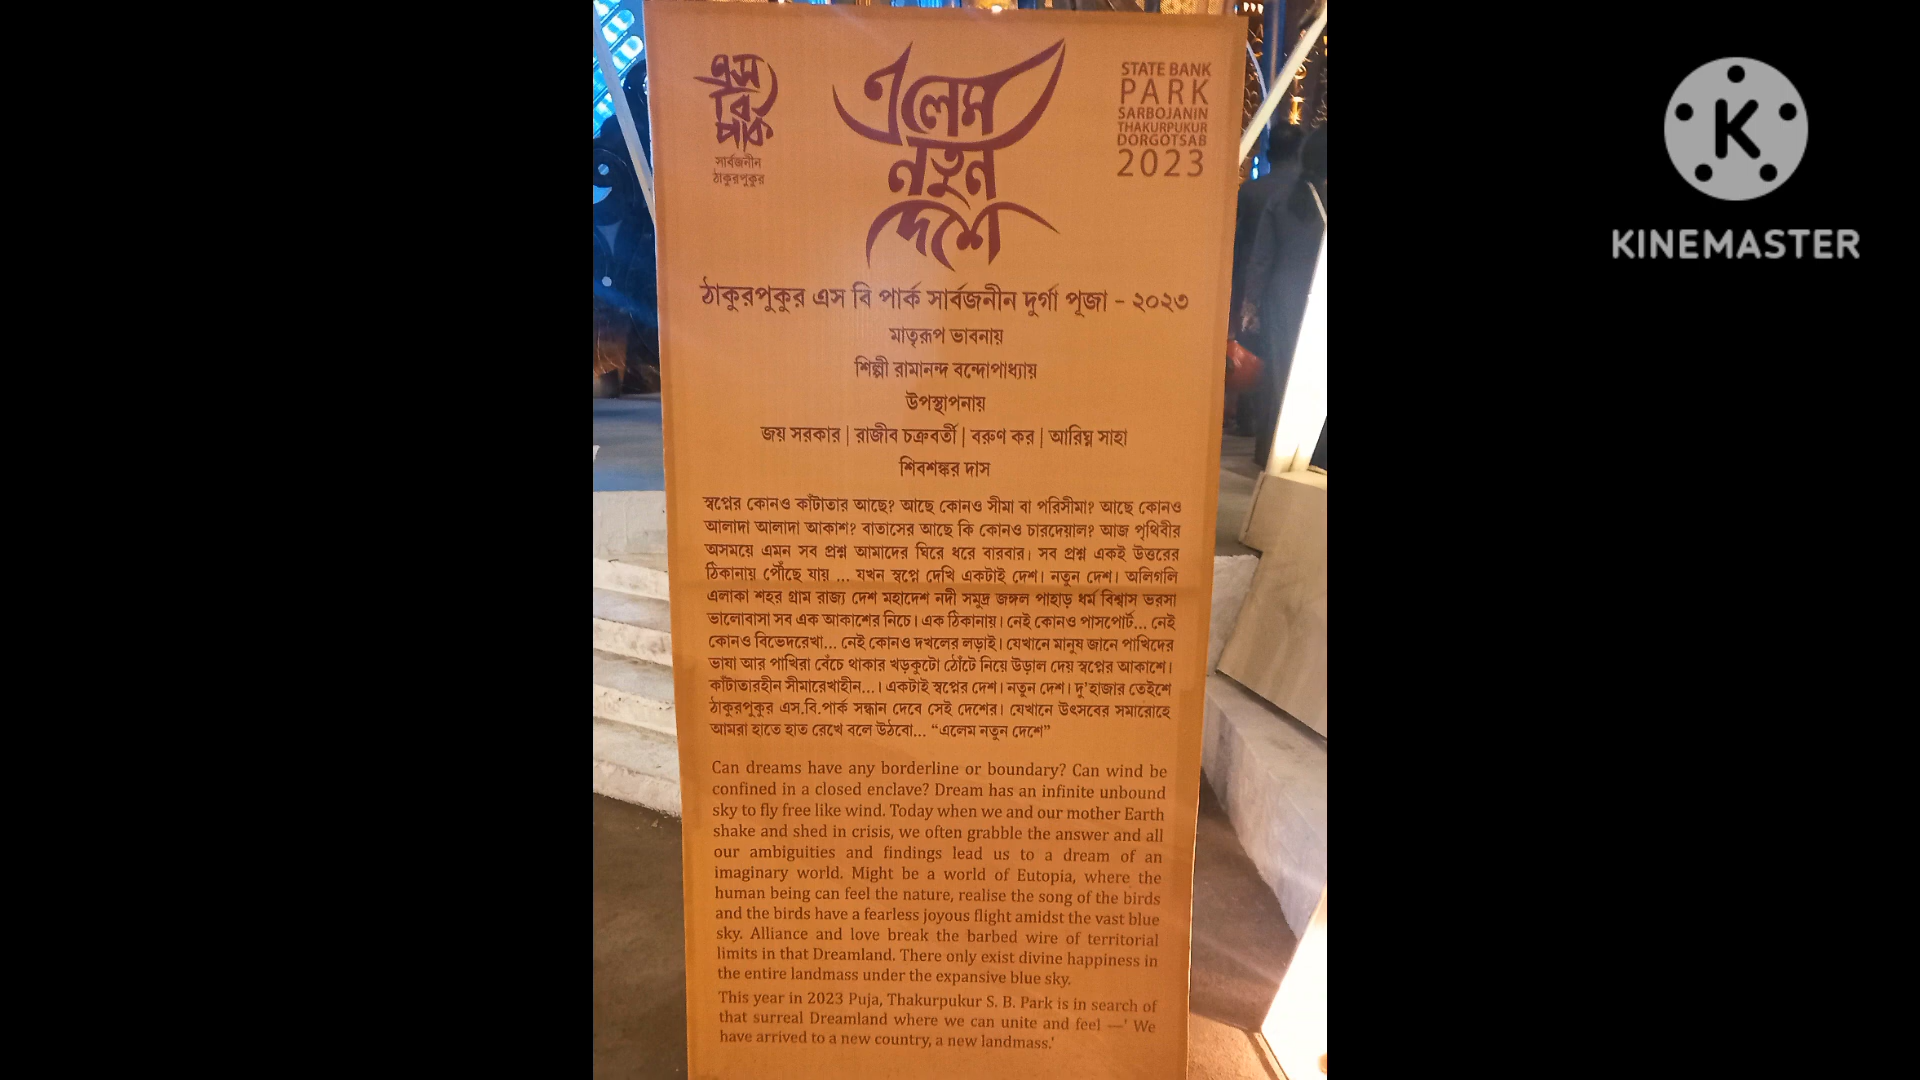 এস
বি
পার্ক
সার্বজনীন
ঠাকুরপুকুর
এলেম
নতুন
দেশে
STATE BANK
PARK
SARBOJANIN
THAKURPUKUR
DORGOTSAB
2023
ঠাকুরপুকুর এস বি পার্ক সার্বজনীন দুর্গা পূজা - ২০২৩
মাতৃরূপ ভাবনায়
শিল্পী রামানন্দ বন্দোপাধ্যায়
উপস্থাপনায়
জয় সরকার | রাজীব চক্রবর্তী | বরুণ কর | আরিঘ্ন সাহা
শিবশঙ্কর দাস
স্বপ্নের কোনও কাঁটাতার আছে? আছে কোনও সীমা বা পরিসীমা? আছে কোনও
আলাদা আলাদা আকাশ? বাতাসের আছে কি কোনও চারদেয়াল? আজ পৃথিবীর
অসময়ে এমন সব প্রশ্ন আমাদের ঘিরে ধরে বারবার। সব প্রশ্ন একই উত্তরের
ঠিকানায় পৌঁছে যায় ... যখন স্বপ্নে দেখি একটাই দেশ। নতুন দেশ। অলিগলি
এলাকা শহর গ্রাম রাজ্য দেশ মহাদেশ নদী সমুদ্র জঙ্গল পাহাড় ধর্ম বিশ্বাস ভরসা
ভালোবাসা সব এক আকাশের নিচে। এক ঠিকানায়। নেই কোনও পাসপোর্ট... নেই
কোনও বিভেদরেখা... নেই কোনও দখলের লড়াই। যেখানে মানুষ জানে পাখিদের
ভাষা আর পাখিরা বেঁচে থাকার খড়কুটো ঠোঁটে নিয়ে উড়াল দেয় স্বপ্নের আকাশে।
কাঁটাতারহীন সীমারেখাহীন...। একটাই স্বপ্নের দেশ। নতুন দেশ। দু'হাজার তেইশে
ঠাকুরপুকুর এস.বি.পার্ক সন্ধান দেবে সেই দেশের। যেখানে উৎসবের সমারোহে
আমরা হাতে হাত রেখে বলে উঠবো... “এলেম নতুন দেশে”
Can dreams have any borderline or boundary? Can wind be
confined in a closed enclave? Dream has an infinite unbound
sky to fly free like wind. Today when we and our mother Earth
shake and shed in crisis, we often grabble the answer and all
our ambiguities and findings lead us to a dream of an
imaginary world. Might be a world of Eutopia, where the
human being can feel the nature, realise the song of the birds
and the birds have a fearless joyous flight amidst the vast blue
sky. Alliance and love break the barbed wire of territorial
limits in that Dreamland. There only exist divine happiness in
the entire landmass under the expansive blue sky.
This year in 2023 Puja, Thakurpukur S. B. Park is in search of
that surreal Dreamland where we can unite and feel —' We
have arrived to a new country, a new landmass.'
K
KINEMASTER